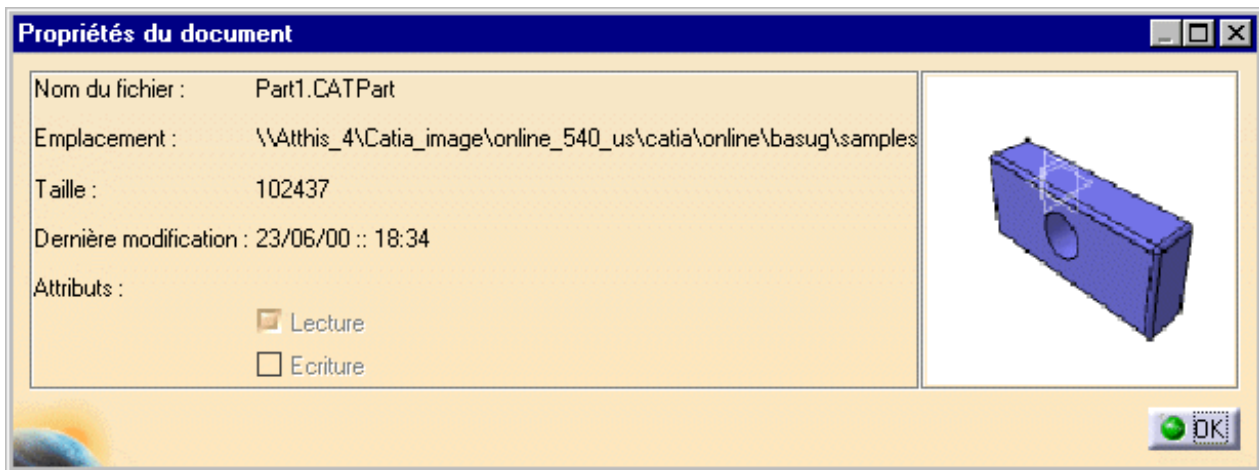 Propriétés du document
Nom du fichier : Part1.CATPart
Emplacement : \\Atthis_4\Catia_image\online_540_us\catia\online\basug\samples
Taille : 102437
Dernière modification : 23/06/00 :: 18:34
Attributs :
Lecture
Ecriture
OK